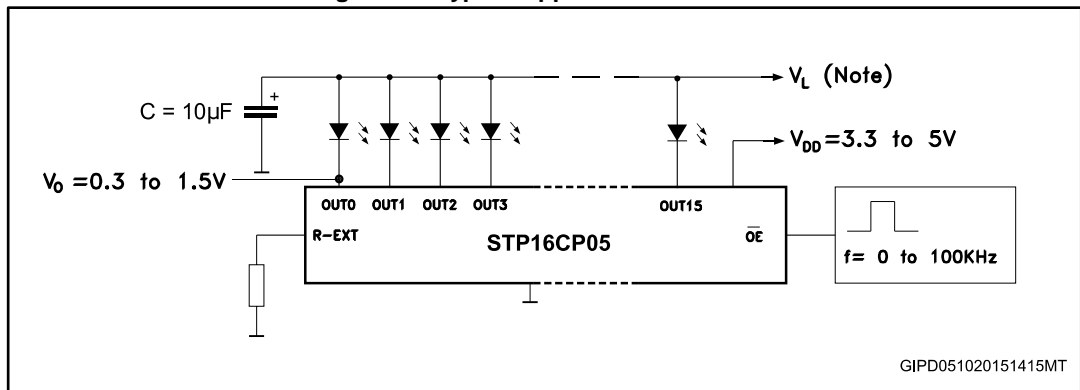 V_L (Note)
C = 10µF
+
V_DD=3.3 to 5V
V_O =0.3 to 1.5V
OUT0 OUT1 OUT2 OUT3 OUT15
R-EXT
STP16CP05
O̅E̅
f= 0 to 100KHz
GIPD051020151415MT